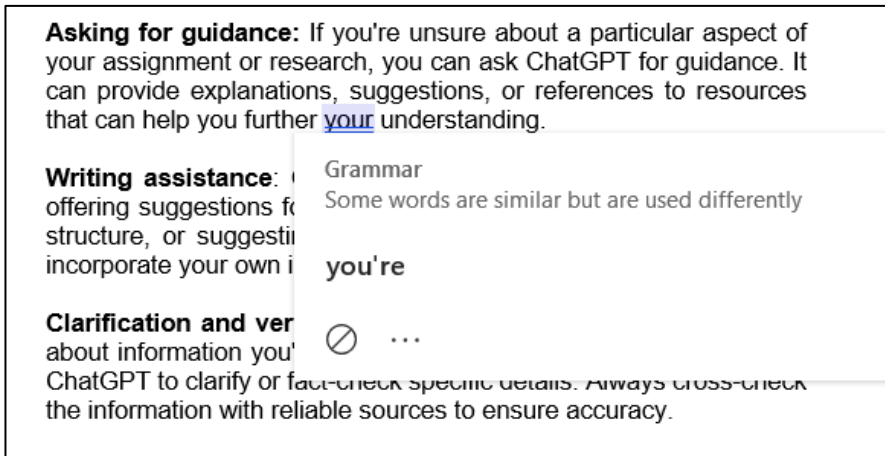 Asking for guidance: If you're unsure about a particular aspect of
your assignment or research, you can ask ChatGPT for guidance. It
can provide explanations, suggestions, or references to resources
that can help you further your understanding.
Writing assistance:
offering suggestions
structure, or
incorporate your own
Clarification and
about information
ChatGPT to clarify or fact-check specific details. Always cross-check
the information with reliable sources to ensure accuracy.
Grammar
Some words are similar but are used differently
you're
...